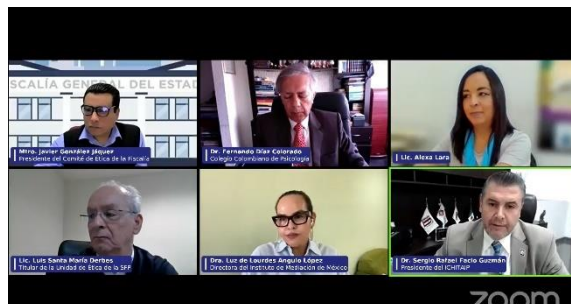 FISCALÍA GENERAL DEL ESTADO
Mtro. Javier González Jáquez
Presidente del Comité de Ética de la Fiscalía
Dr. Fernando Díaz Colorado
Colegio Colombiano de Psicología
Lic. Alexa Lara
Lic. Luis Santa María Derbes
Titular de la Unidad de Ética de la SFP
Dra. Luz de Lourdes Angulo López
Directora del Instituto de Mediación de México
Dr. Sergio Rafael Facio Guzmán
Presidente del ICHITAIP
zoom